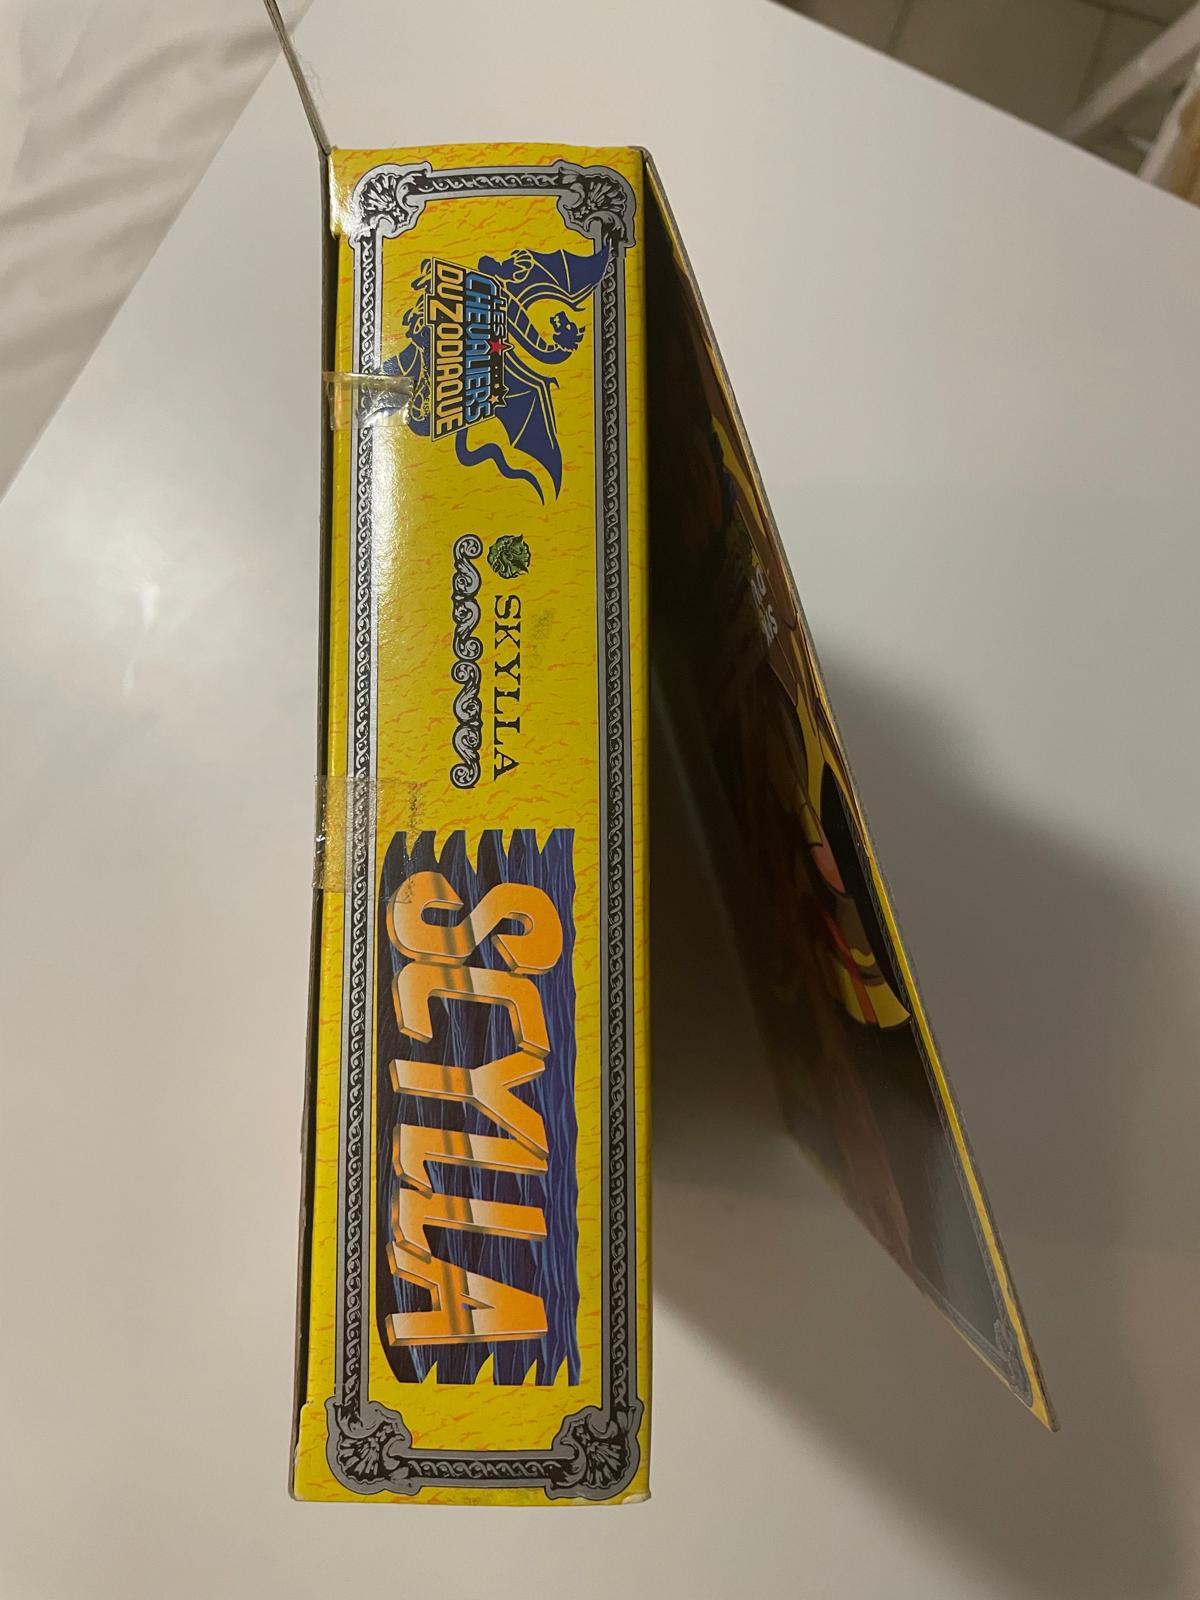 LES
CHEVALIERS
DU ZODIAQUE
SKYLLA
SCYLLA